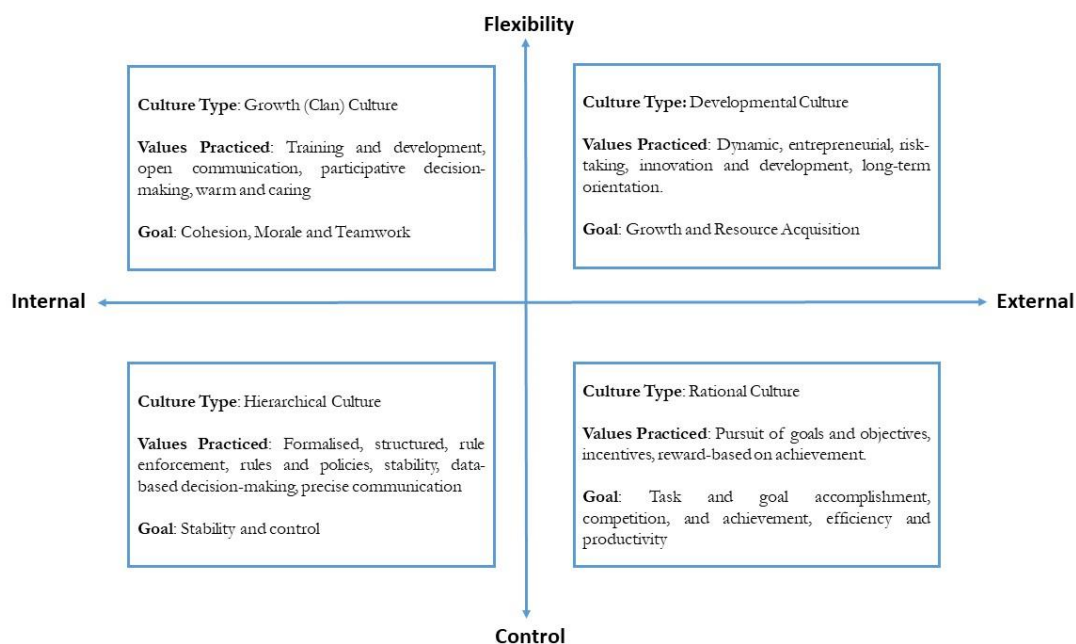 Flexibility
Culture Type: Growth (Clan) Culture
Values Practiced: Training and development,
open communication, participative decision-
making, warm and caring
Goal: Cohesion, Morale and Teamwork
Culture Type: Developmental Culture
Values Practiced: Dynamic, entrepreneurial, risk-
taking, innovation and development, long-term
orientation.
Goal: Growth and Resource Acquisition
Internal
External
Culture Type: Hierarchical Culture
Values Practiced: Formalised, structured, rule
enforcement, rules and policies, stability, data-
based decision-making, precise communication
Goal: Stability and control
Culture Type: Rational Culture
Values Practiced: Pursuit of goals and objectives,
incentives, reward-based on achievement.
Goal: Task and goal accomplishment,
competition, and achievement, efficiency and
productivity
Control